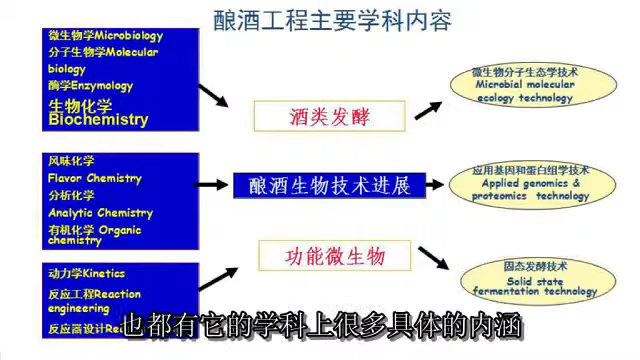 酿酒工程主要学科内容
微生物学Microbiology
分子生物学Molecular
biology
酶学Enzymology
生物化学
Biochemistry
风味化学
Flavor Chemistry
分析化学
Analytic Chemistry
有机化学 Organic
chemistry
动力学Kinetics
反应工程Reaction
engineering
反应器设计
酒类发酵
酿酒生物技术进展
功能微生物
微生物分子生态学技术
Microbial molecular
ecology technology
应用基因和蛋白组学技术
Applied genomics &
proteomics technology
固态发酵技术
Solid state
fermentation technology
也都有它的学科上很多具体的内涵